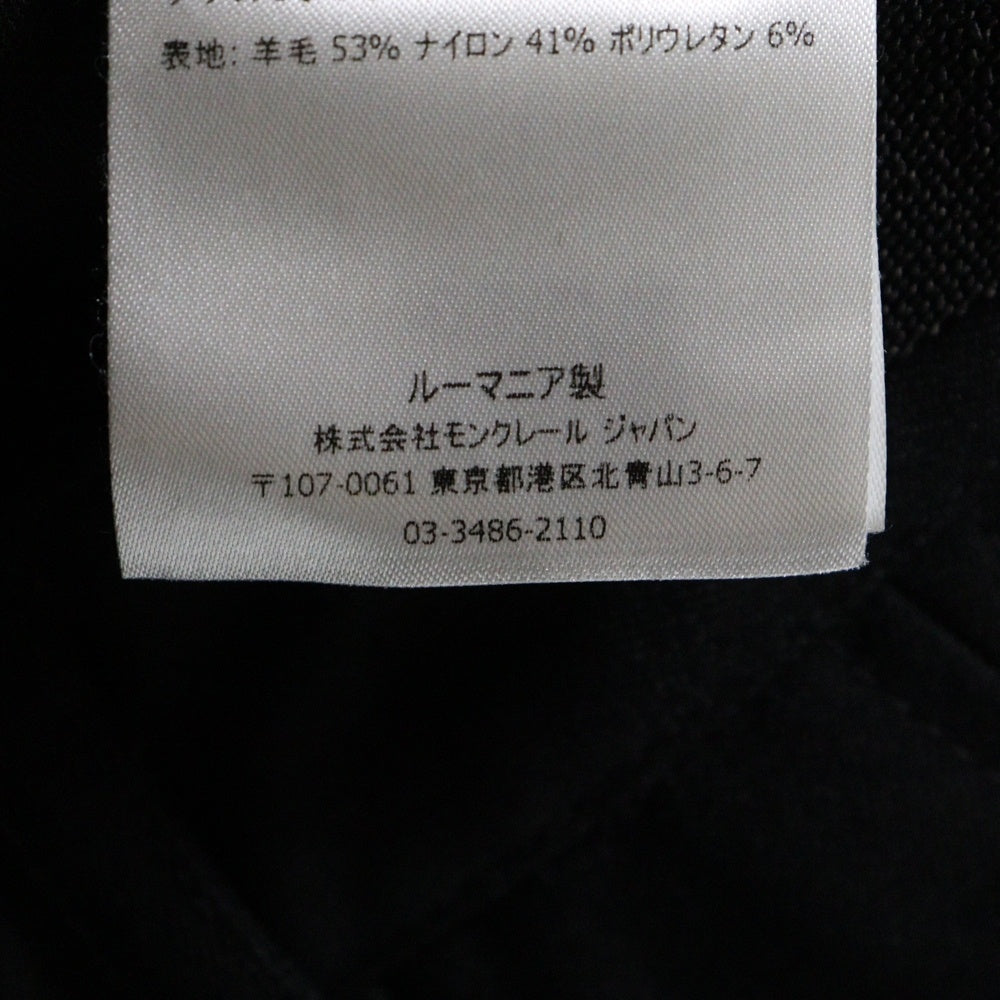 表地: 羊毛 53% ナイロン 41% ポリウレタン 6%
ルーマニア製
株式会社モンクレール ジャパン
〒107-0061 東京都港区北青山3-6-7
03-3486-2110